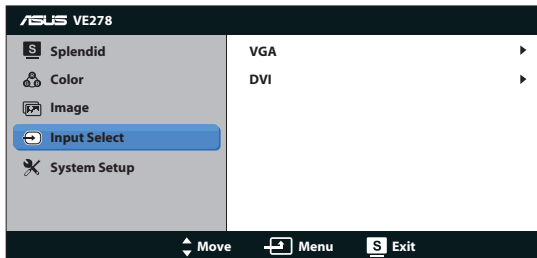 ASUS VE278
S Splendid
Color
Image
Input Select
System Setup
VGA
DVI
Move Menu S Exit